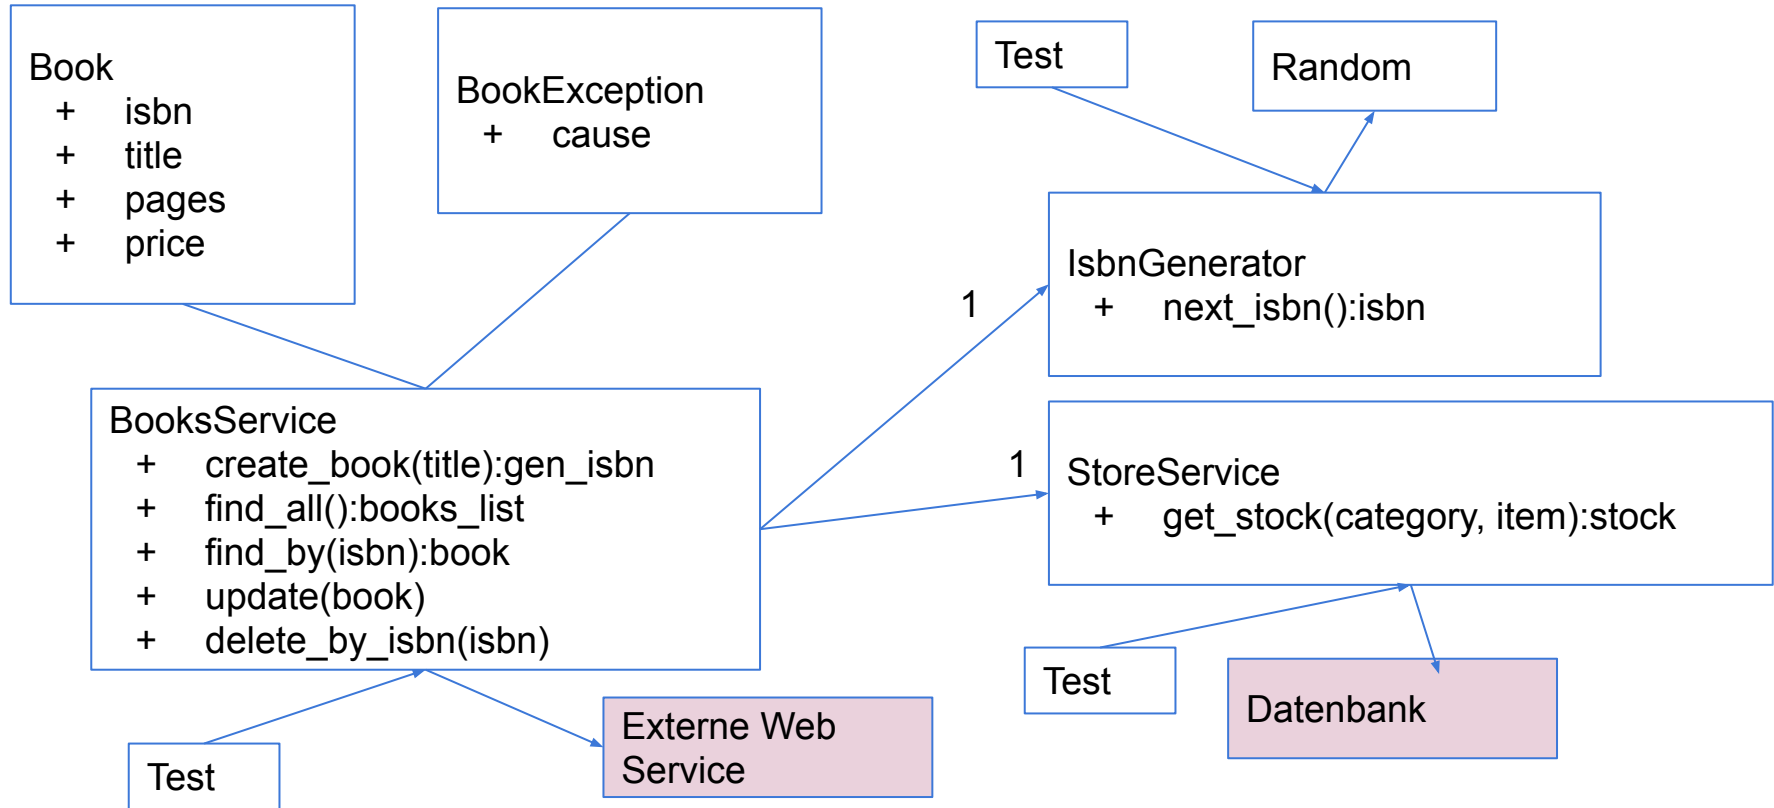 Book
+ isbn
+ title
+ pages
+ price
BookException
+ cause
Test
Random
IsbnGenerator
+ next_isbn():isbn
1
BooksService
+ create_book(title):gen_isbn
+ find_all():books_list
+ find_by(isbn):book
+ update(book)
+ delete_by_isbn(isbn)
1
StoreService
+ get_stock(category, item):stock
Test
Datenbank
Externe Web
Service
Test